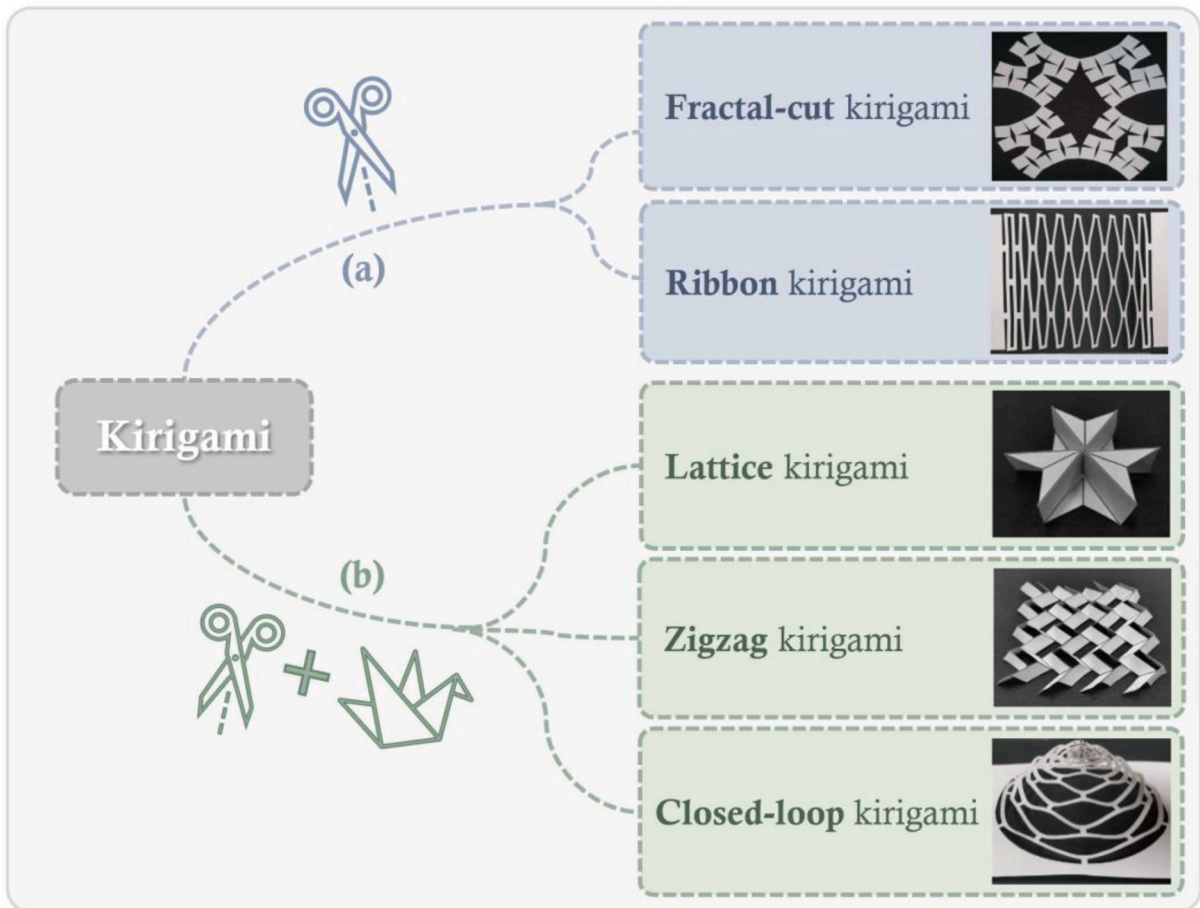 Fractal-cut kirigami
(a)
Ribbon kirigami
Kirigami
Lattice kirigami
(b)
Zigzag kirigami
Closed-loop kirigami